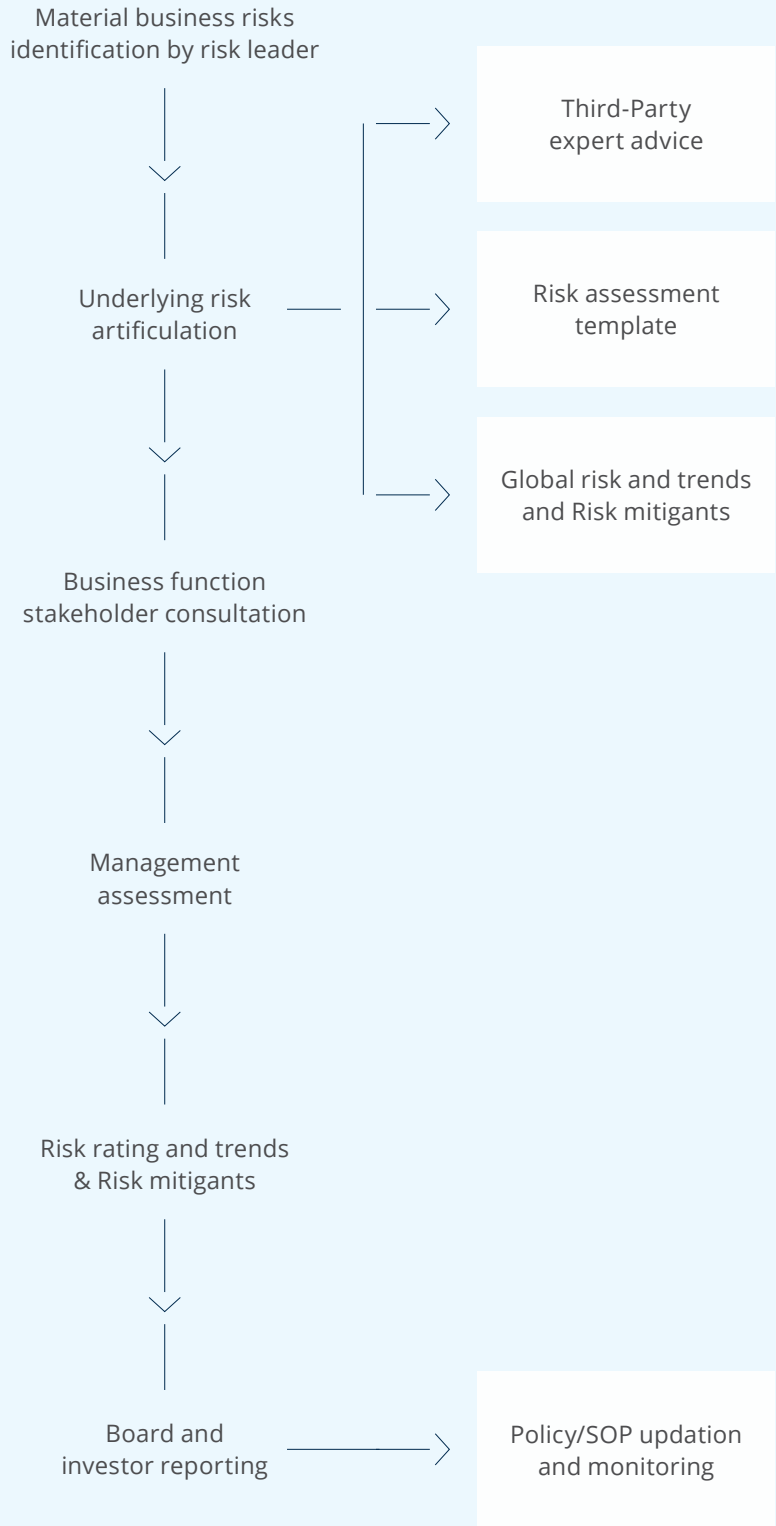 Material business risks
identification by risk leader
Third-Party
expert advice
Underlying risk
artificulation
Risk assessment
template
Global risk and trends
and Risk mitigants
Business function
stakeholder consultation
Management
assessment
Risk rating and trends
& Risk mitigants
Board and
investor reporting
Policy/SOP updation
and monitoring